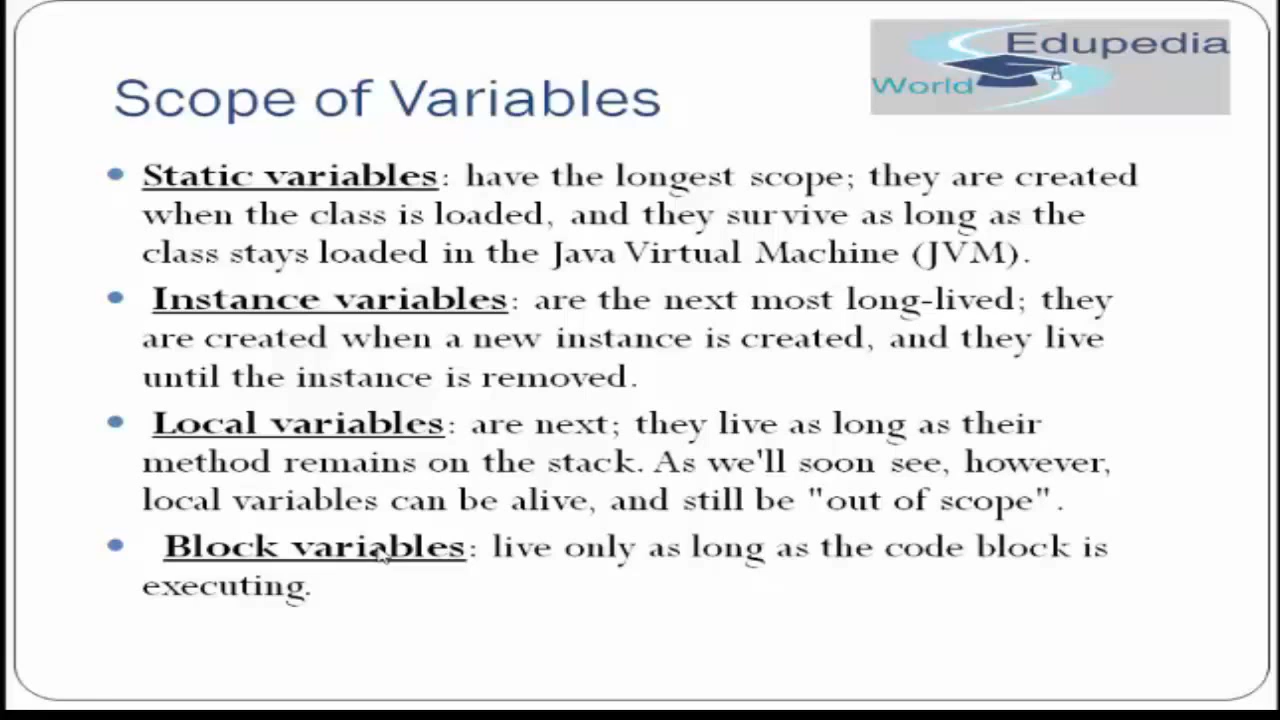 Edupedia
World
Scope of Variables
• Static variables: have the longest scope; they are created
when the class is loaded, and they survive as long as the
class stays loaded in the Java Virtual Machine (JVM).
• Instance variables: are the next most long-lived; they
are created when a new instance is created, and they live
until the instance is removed.
• Local variables: are next; they live as long as their
method remains on the stack. As we'll soon see, however,
local variables can be alive, and still be "out of scope".
• Block variables: live only as long as the code block is
executing.